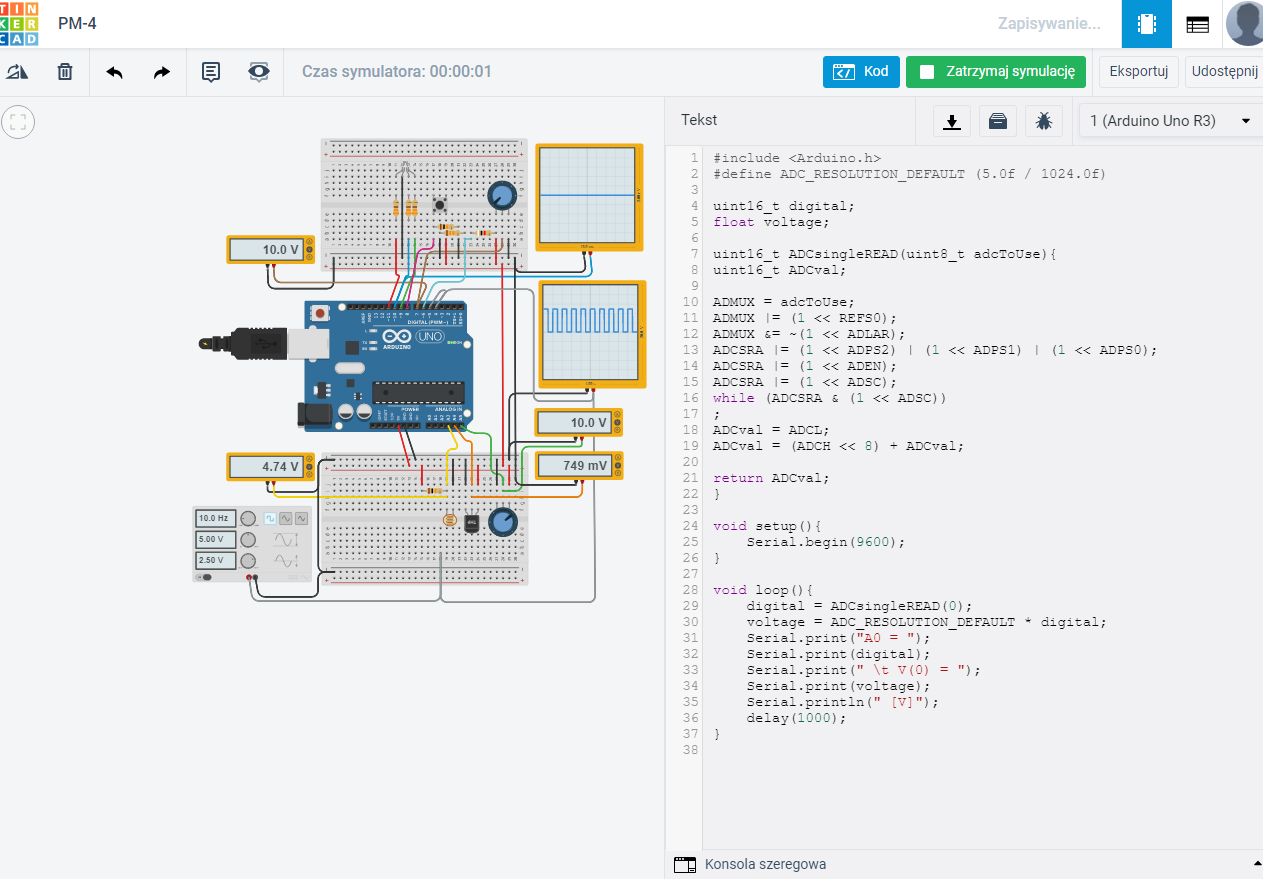 TIN
KER
CAD
PM-4
Zapisywanie...
Czas symulatora: 00:00:01
Kod
Zatrzymaj symulację
Eksportuj
Udostępnij
Tekst
1 (Arduino Uno R3)
1 #include <Arduino.h>
2 #define ADC_RESOLUTION_DEFAULT (5.0f / 1024.0f)
3
4 uint16_t digital;
5 float voltage;
6
7 uint16_t ADCsingleREAD(uint8_t adcToUse){
8 uint16_t ADCval;
9
10 ADMUX = adcToUse;
11 ADMUX |= (1 << REFS0);
12 ADMUX &= ~(1 << ADLAR);
13 ADCSRA |= (1 << ADPS2) | (1 << ADPS1) | (1 << ADPS0);
14 ADCSRA |= (1 << ADEN);
15 ADCSRA |= (1 << ADSC);
16 while (ADCSRA & (1 << ADSC))
17 ;
18 ADCval = ADCL;
19 ADCval = (ADCH << 8) + ADCval;
20
21 return ADCval;
22 }
23
24 void setup(){
25     Serial.begin(9600);
26 }
27
28 void loop(){
29     digital = ADCsingleREAD(0);
30     voltage = ADC_RESOLUTION_DEFAULT * digital;
31     Serial.print("A0 = ");
32     Serial.print(digital);
33     Serial.print(" \t V(0) = ");
34     Serial.print(voltage);
35     Serial.println(" [V]");
36     delay(1000);
37 }
38
10.0 V
DIGITAL (PWM~)
UNO
ARDUINO
POWER
ANALOG IN
10.0 V
4.74 V
749 mV
10.0 Hz
5.00 V
2.50 V
Konsola szeregowa